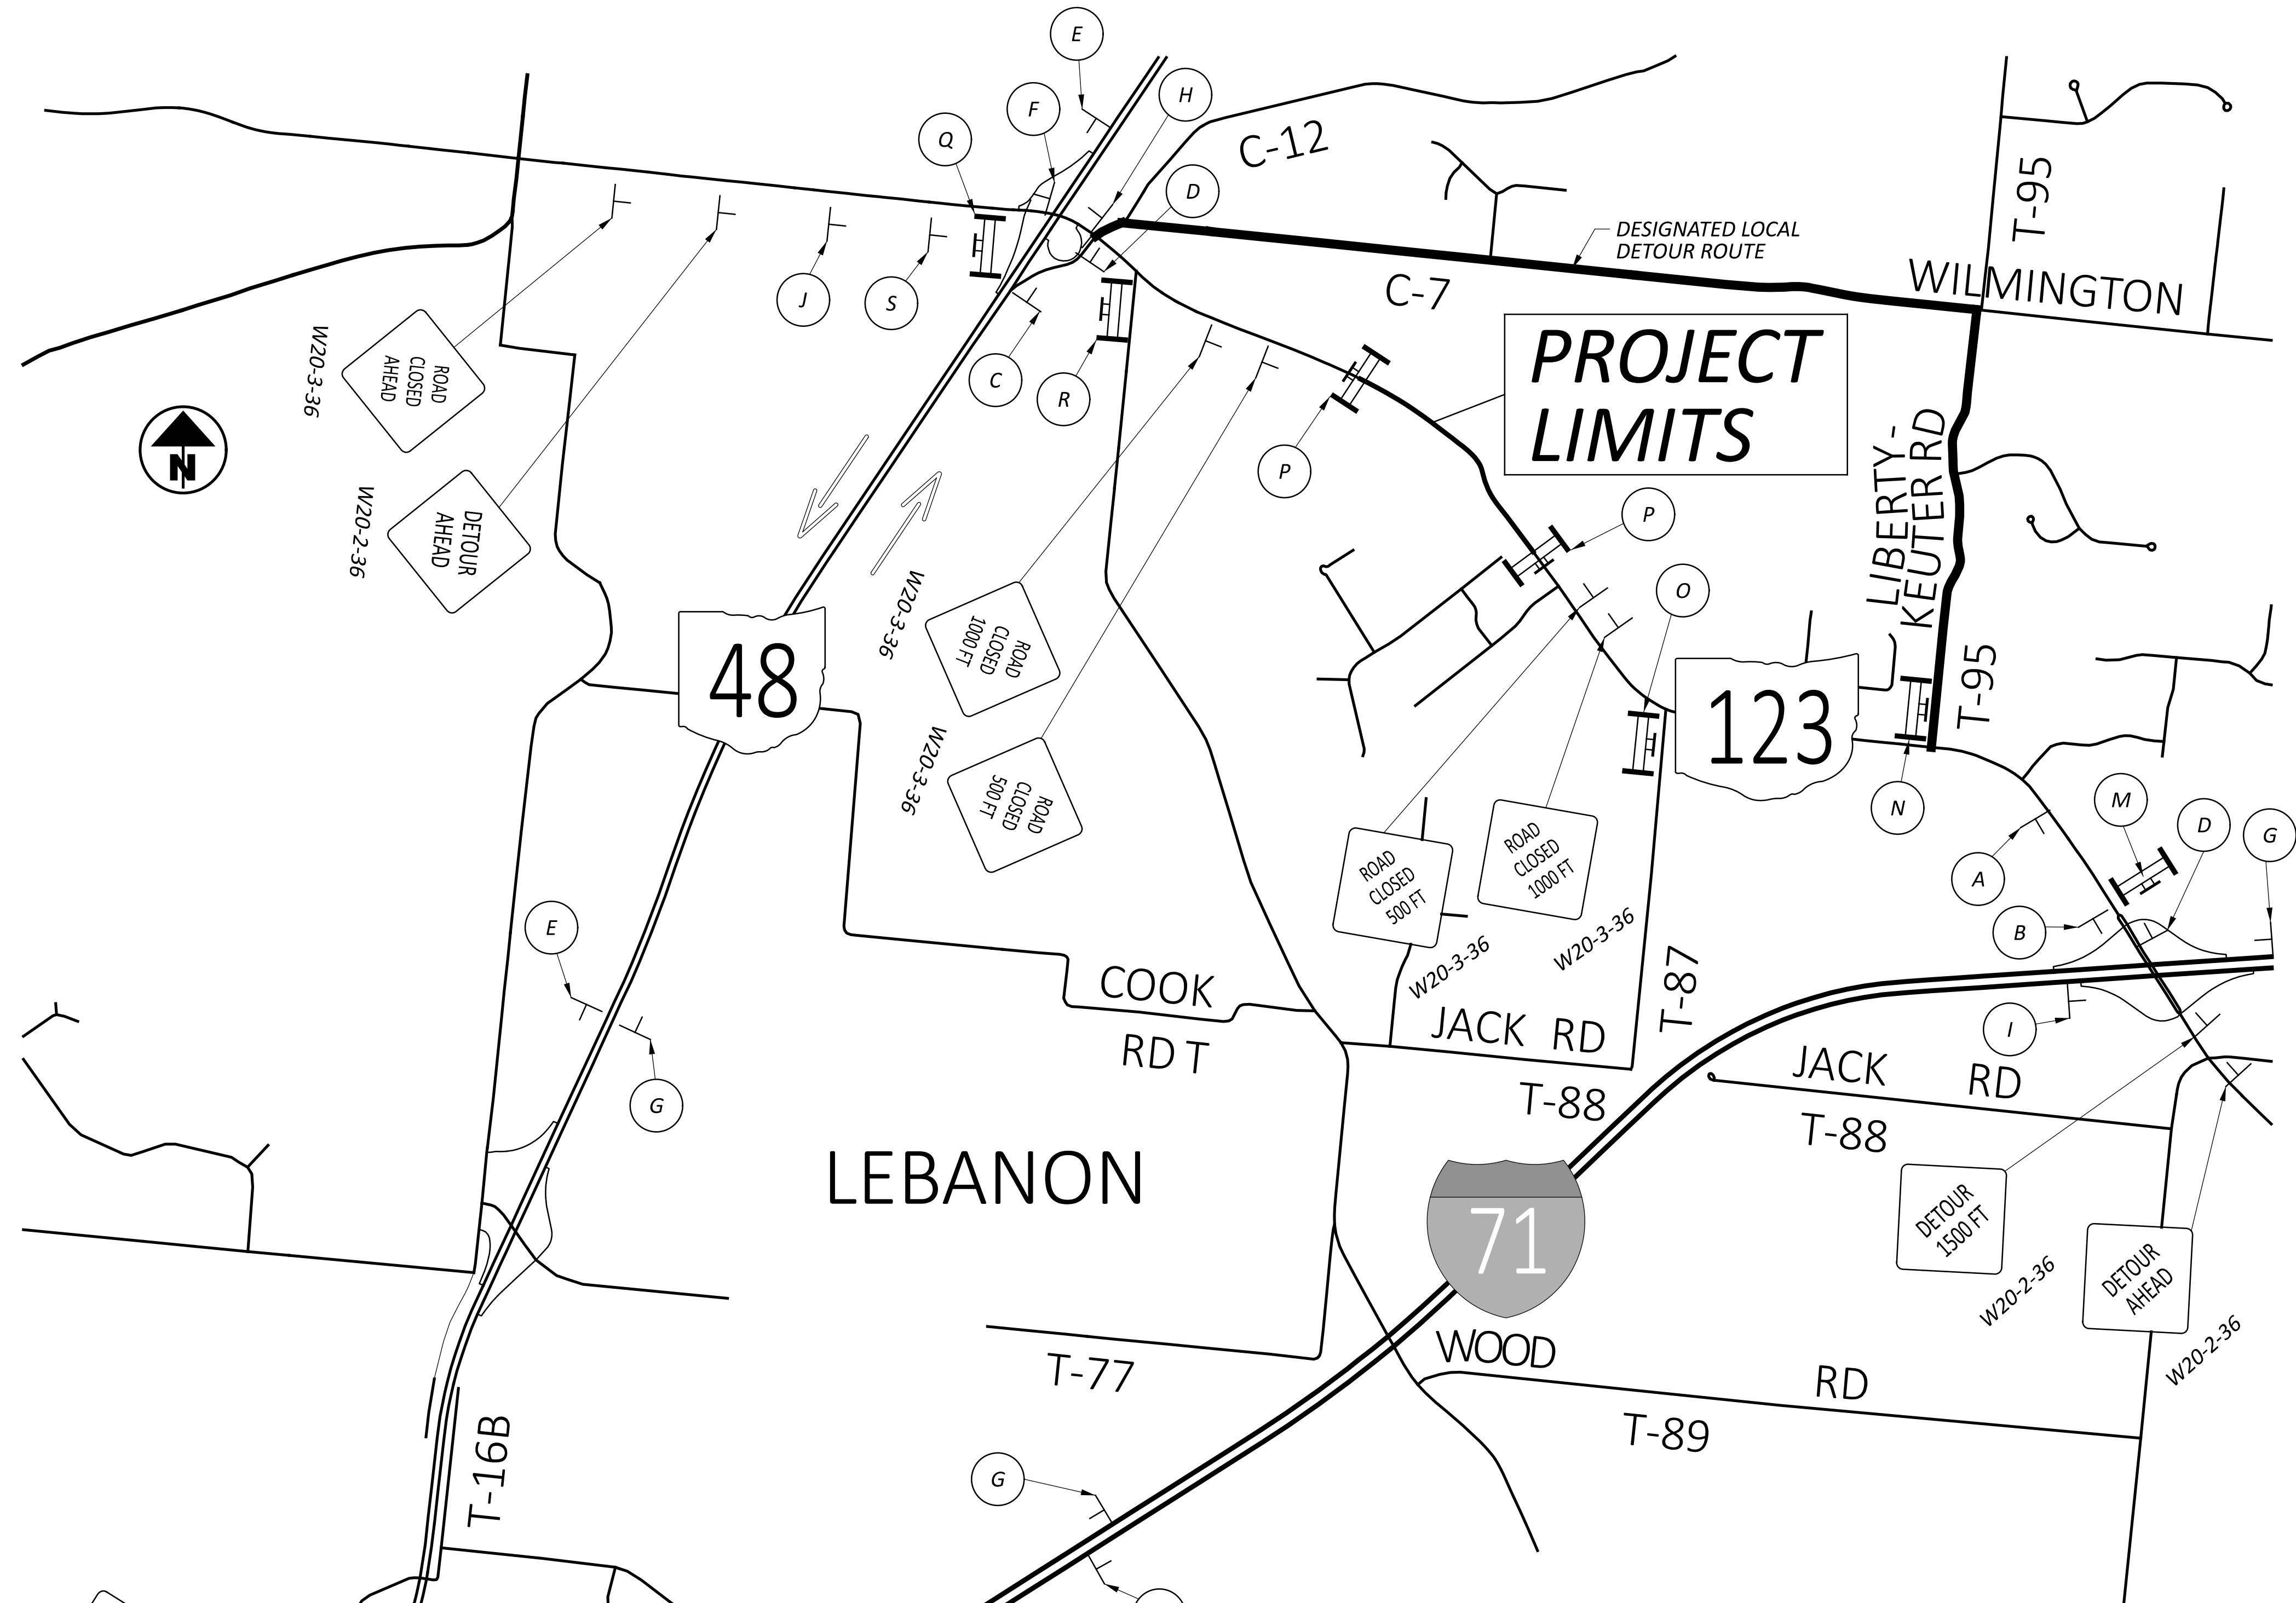 E
F
H
Q
C-12
D
T-95
DESIGNATED LOCAL
DETOUR ROUTE
WILMINGTON
C-7
J
S
C
R
W20-3-36
ROAD
CLOSED
AHEAD
PROJECT
LIMITS
N
P
LIBERTY-
KEUTER RD
W20-2-36
DETOUR
AHEAD
P
O
W20-3-36
ROAD
CLOSED
1000 FT
48
123
T-95
W20-3-36
ROAD
CLOSED
500 FT
N
M
D
G
A
B
ROAD
CLOSED
500 FT
W20-3-36
ROAD
CLOSED
1000 FT
W20-3-36
E
G
COOK
RD T
JACK RD
T-87
T-88
I
JACK RD
T-88
LEBANON
71
DETOUR
1500 FT
W20-2-36
DETOUR
AHEAD
W20-2-36
T-77
WOOD RD
T-89
T-16B
G